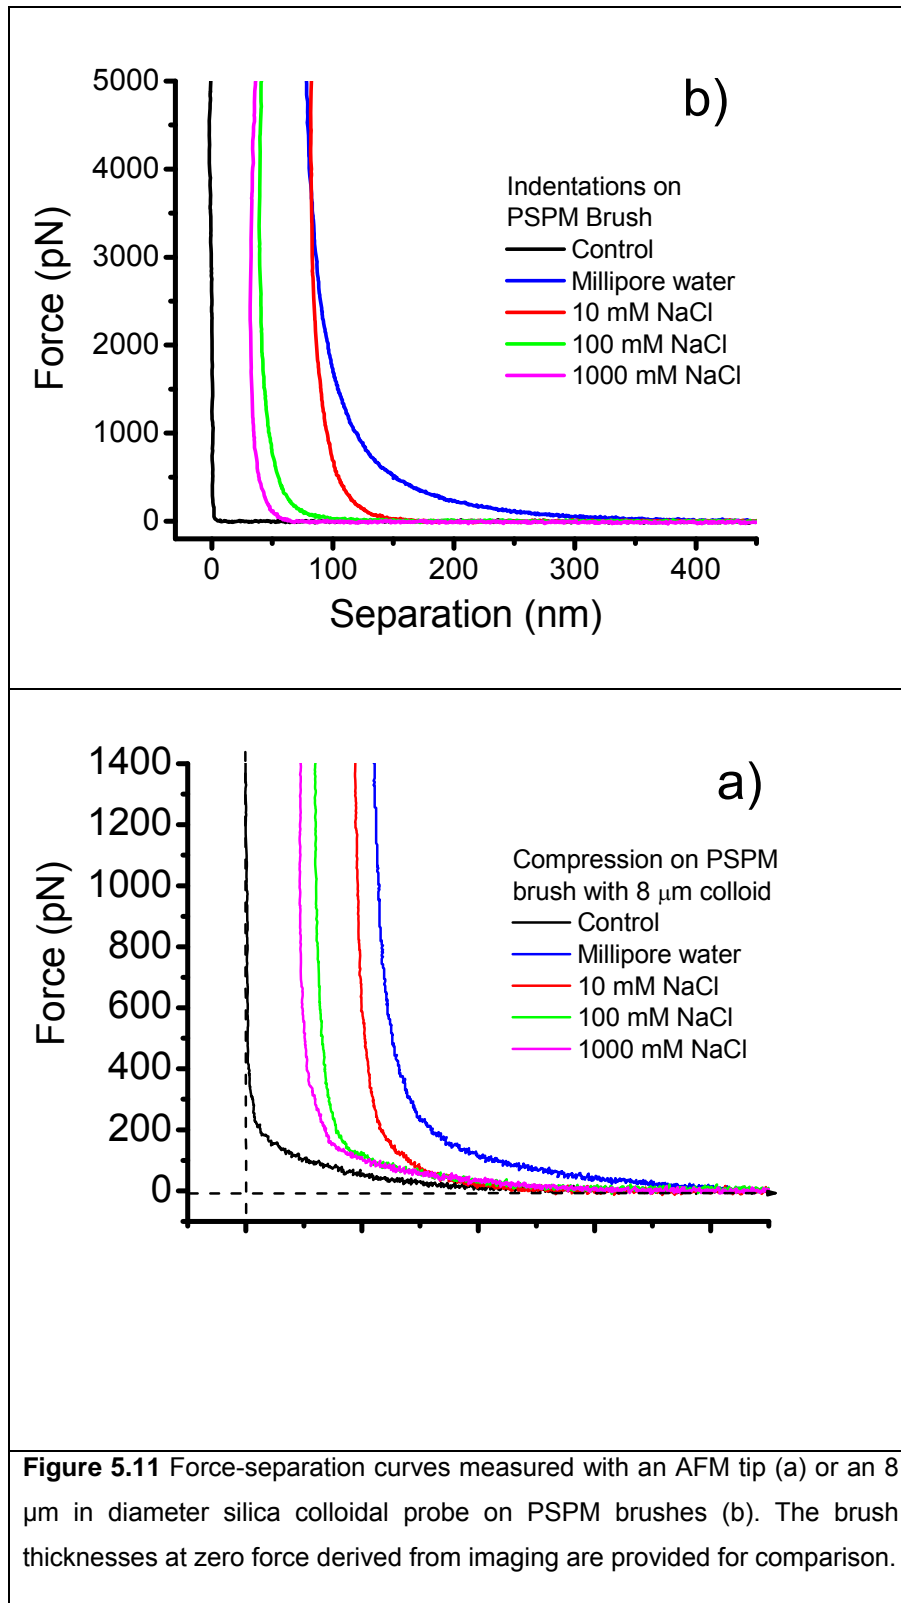 b)
5000
4000
3000
2000
1000
0
Force (pN)
Indentations on
PSPM Brush
Control
Millipore water
10 mM NaCl
100 mM NaCl
1000 mM NaCl
0 100 200 300 400
Separation (nm)
a)
1400
1200
1000
800
600
400
200
0
Force (pN)
Compression on PSPM
brush with 8 μm colloid
Control
Millipore water
10 mM NaCl
100 mM NaCl
1000 mM NaCl
Figure 5.11 Force-separation curves measured with an AFM tip (a) or an 8
μm in diameter silica colloidal probe on PSPM brushes (b). The brush
thicknesses at zero force derived from imaging are provided for comparison.